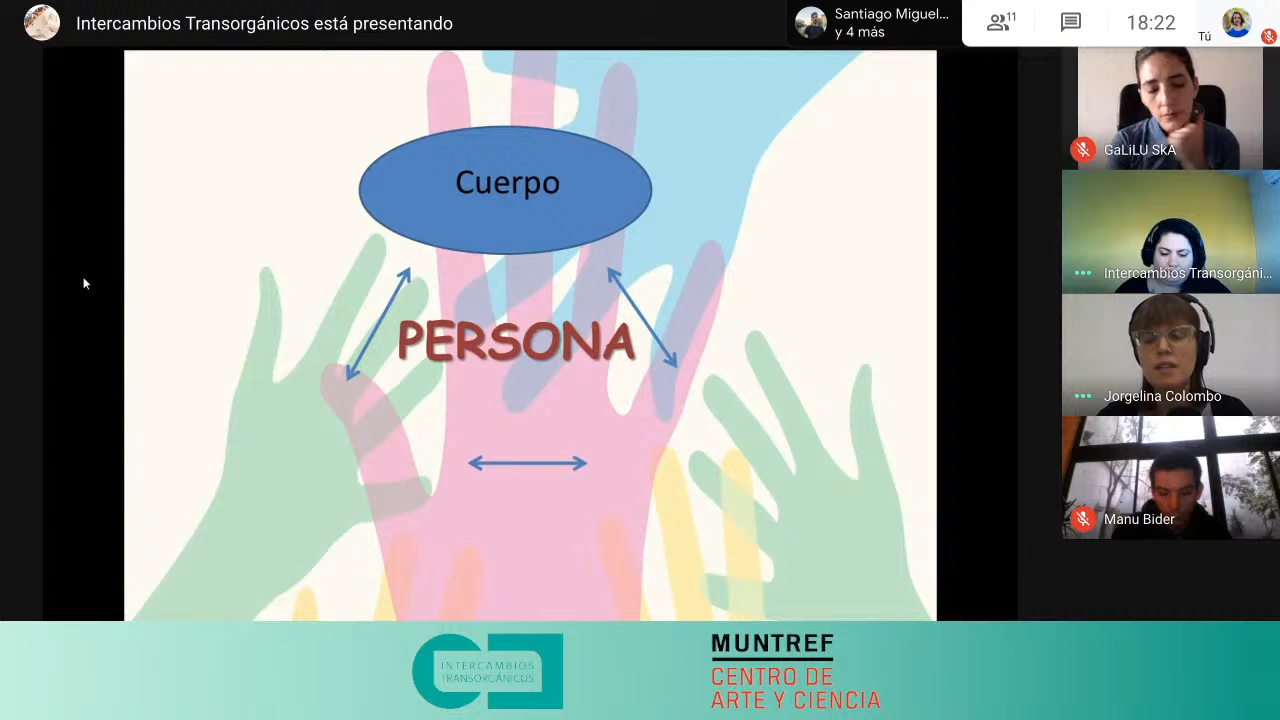 Intercambios Transorgánicos está presentando
Santiago Miguel...
y 4 más
11
18:22
Tú
Cuerpo
PERSONA
GaLiLU SkA
Intercambios Transorgáni...
Jorgelina Colombo
Manu Bider
INTERCAMBIOS
TRANSORGÁNICOS
MUNTREF
CENTRO DE
ARTE Y CIENCIA